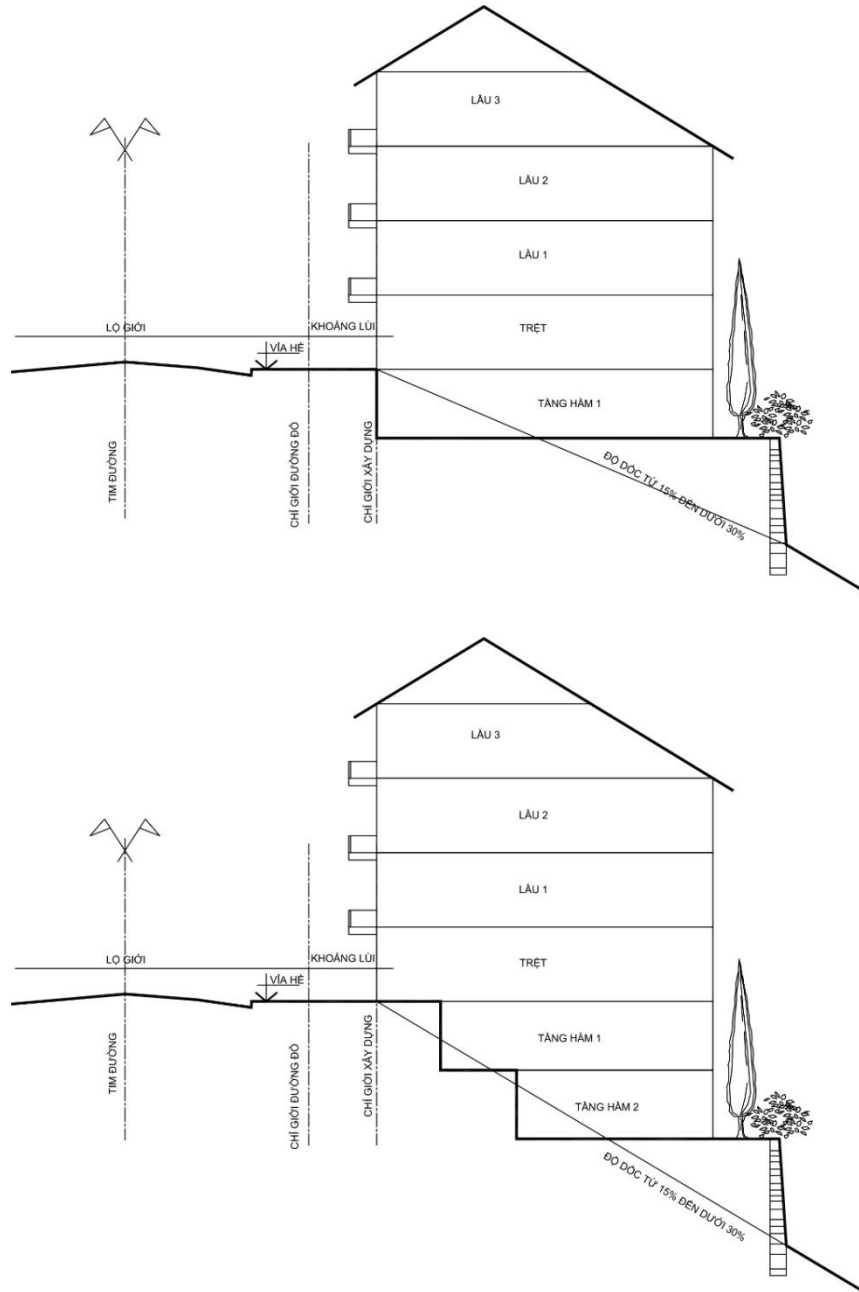 LẦU 3
LẦU 2
LẦU 1
LỘ GIỚI
KHOẢNG LÙI
TRỆT
VỈA HÈ
TẦNG HẦM 1
TIM ĐƯỜNG
CHỈ GIỚI ĐƯỜNG ĐỎ
CHỈ GIỚI XÂY DỰNG
ĐỘ DỐC TỪ 15% ĐẾN DƯỚI 30%
LẦU 3
LẦU 2
LẦU 1
LỘ GIỚI
KHOẢNG LÙI
TRỆT
VỈA HÈ
TẦNG HẦM 1
TIM ĐƯỜNG
CHỈ GIỚI ĐƯỜNG ĐỎ
CHỈ GIỚI XÂY DỰNG
TẦNG HẦM 2
ĐỘ DỐC TỪ 15% ĐẾN DƯỚI 30%